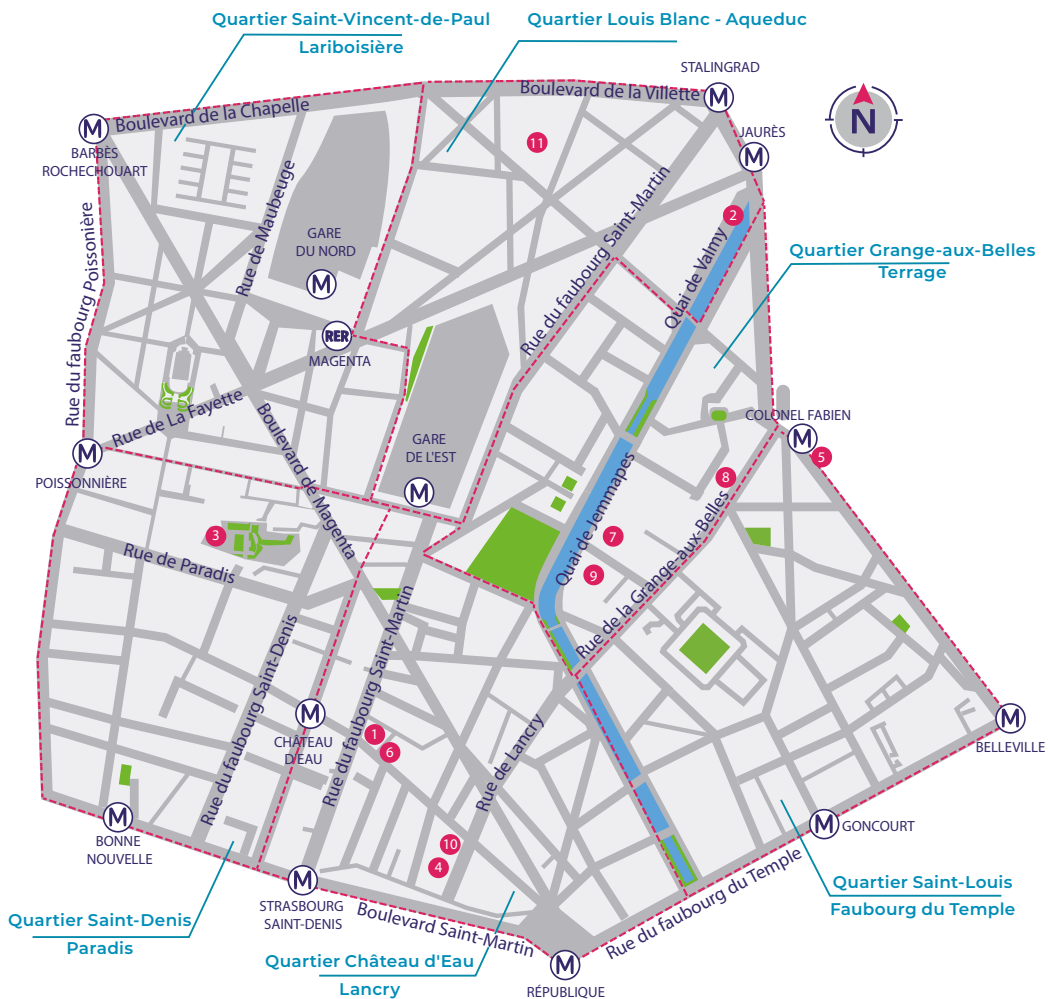 Quartier Saint-Vincent-de-Paul
Lariboisière
Quartier Louis Blanc - Aqueduc
STALINGRAD
M
Boulevard de la Villette
Boulevard de la Chapelle
M
BARBÈS
ROCHECHOUART
N
JAURÈS
M
11
2
Rue de Maubeuge
Rue du faubourg Saint-Martin
Rue du faubourg Poissonière
GARE
DU NORD
M
Quai de Valmy
Quartier Grange-aux-Belles
Terrage
RER
MAGENTA
Rue de La Fayette
Boulevard de Magenta
GARE
DE L'EST
M
COLONEL FABIEN
M
5
M
POISSONNIÈRE
8
3
Rue de Paradis
7
9
Quai de Jemmapes
Rue de la Grange-aux-Belles
Rue du faubourg Saint-Denis
Rue du faubourg Saint-Martin
M
CHÂTEAU
D'EAU
1
6
Rue de Lancry
M
BELLEVILLE
M
BONNE
NOUVELLE
M
GONCOURT
10
4
M
STRASBOURG
SAINT-DENIS
Boulevard Saint-Martin
Rue du faubourg du Temple
Quartier Saint-Louis
Faubourg du Temple
Quartier Saint-Denis
Paradis
Quartier Château d'Eau
Lancry
M
RÉPUBLIQUE